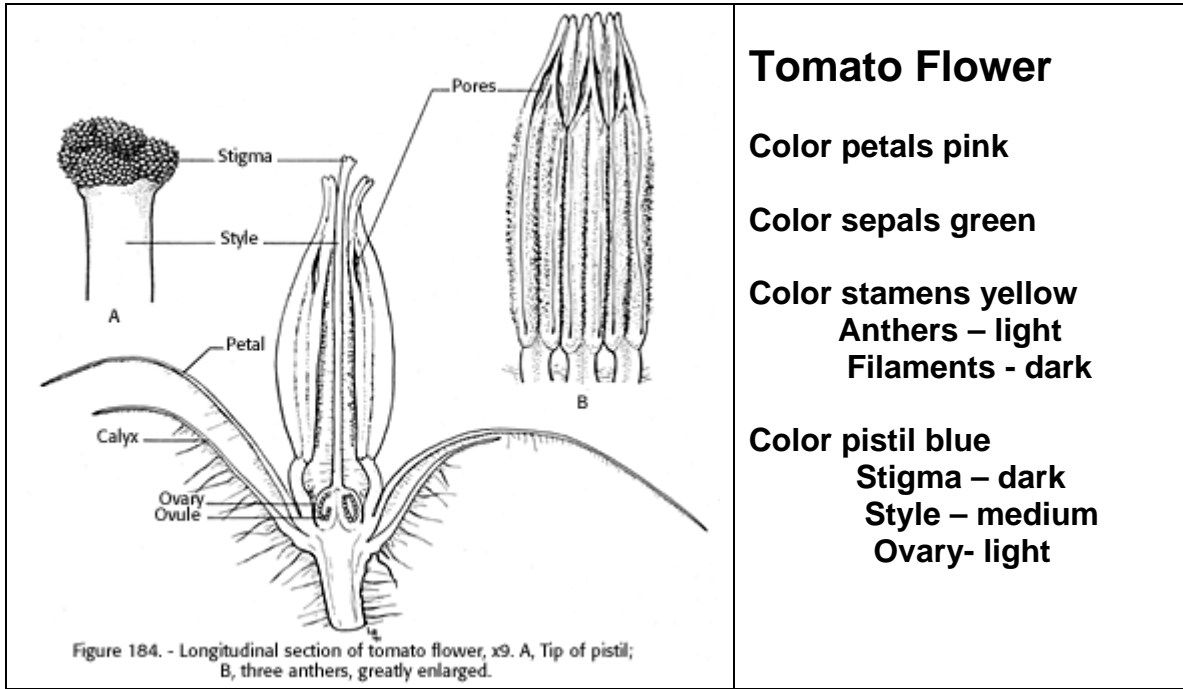 Pores
Stigma
Style
A
Petal
Calyx
Ovary
Ovule
B
Figure 184. - Longitudinal section of tomato flower, x9. A, Tip of pistil;
B, three anthers, greatly enlarged.
Tomato Flower
Color petals pink
Color sepals green
Color stamens yellow
Anthers – light
Filaments - dark
Color pistil blue
Stigma – dark
Style – medium
Ovary- light